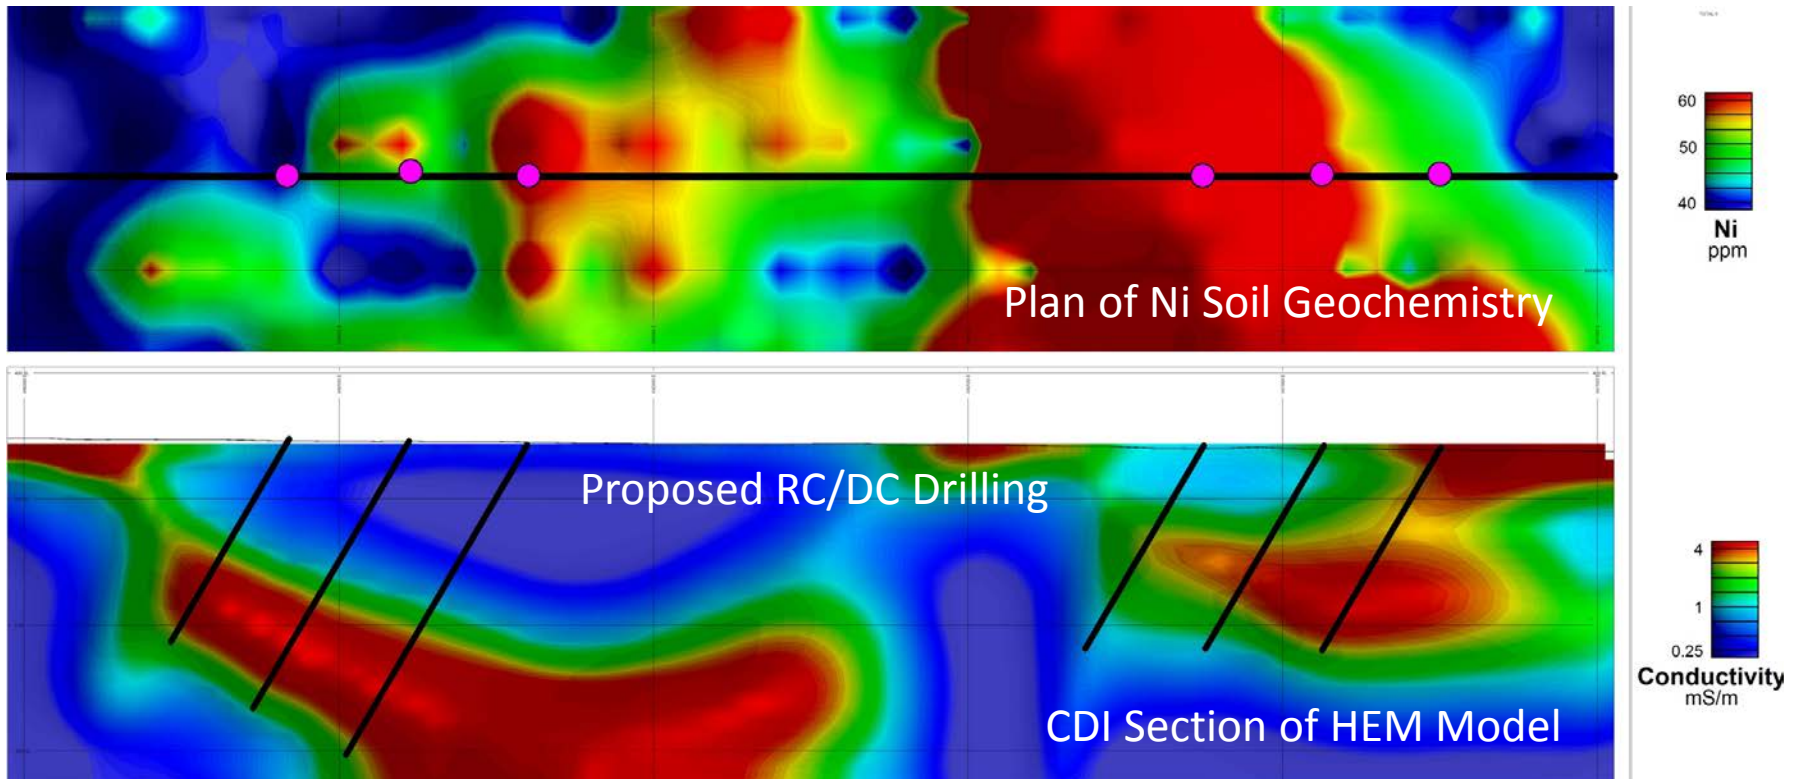 60
50
40
Ni
ppm
Plan of Ni Soil Geochemistry
Proposed RC/DC Drilling
4
1
0.25
Conductivity
mS/m
CDI Section of HEM Model